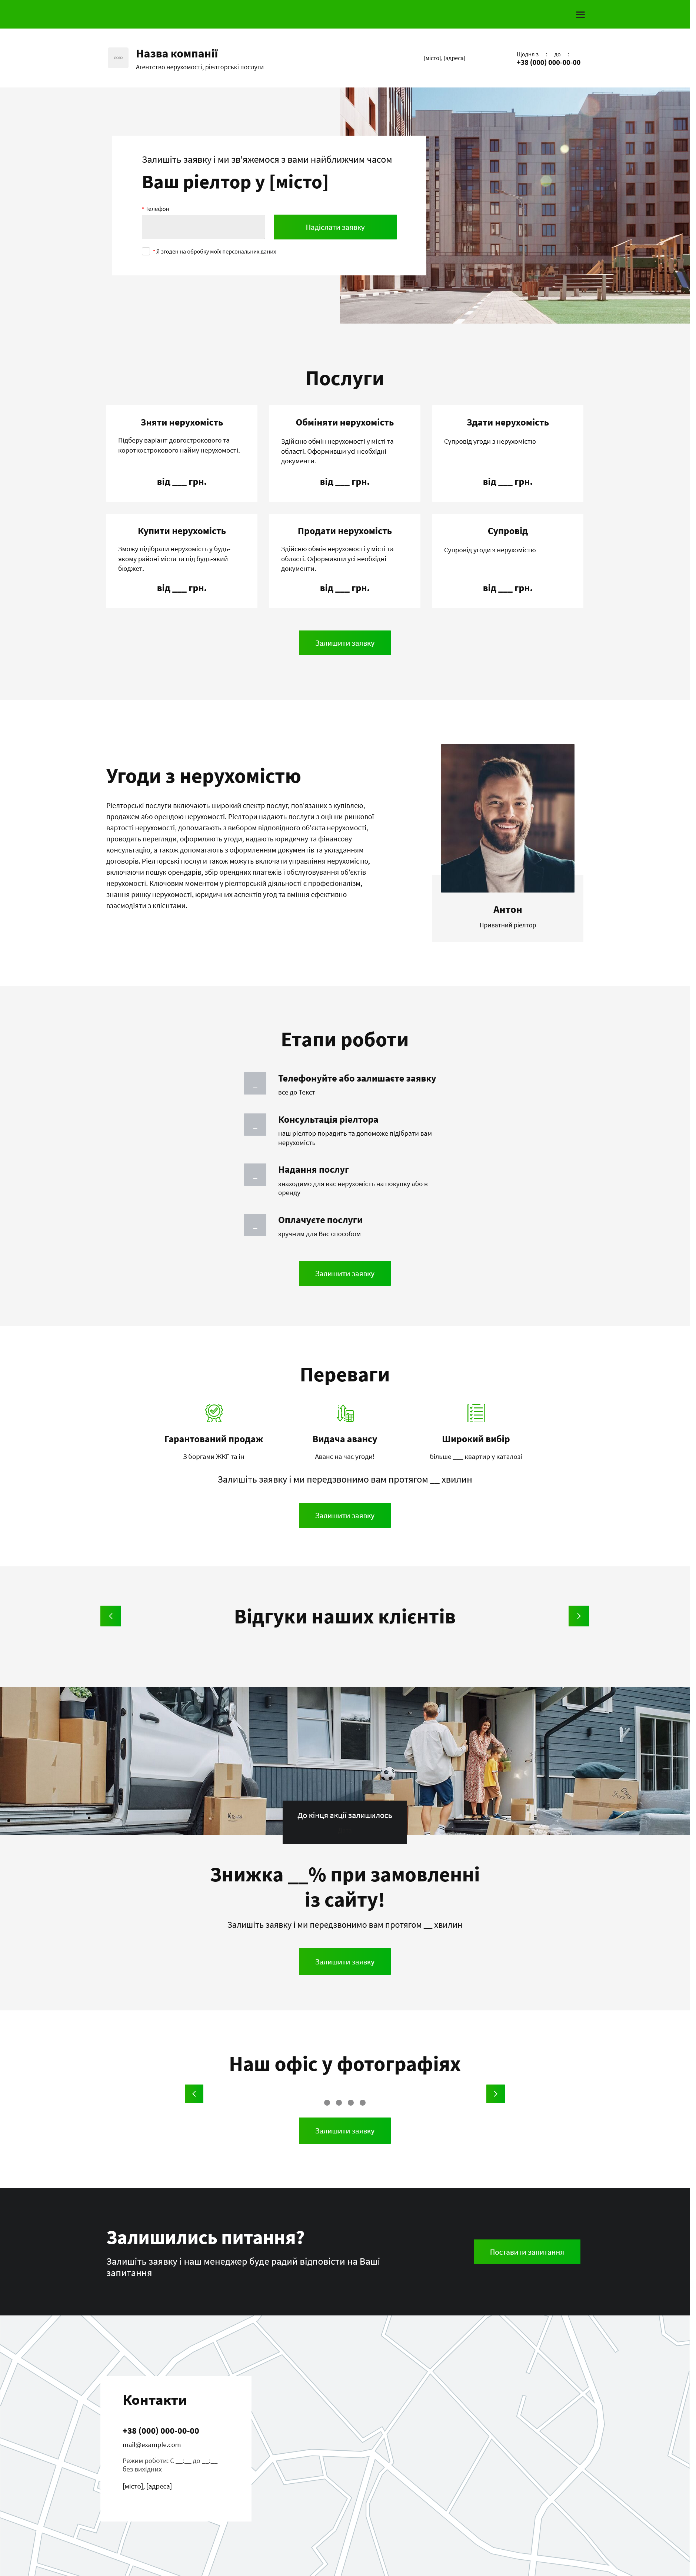 Назва компанії
Агентство нерухомості, ріелторські послуги
[місто], [адреса]
Щодня з __:__ до __:__
+38 (000) 000-00-00
Залишіть заявку і ми зв'яжемося з вами найближчим часом
Ваш ріелтор у [місто]
* Телефон
Надіслати заявку
* Я згоден на обробку моїх персональних даних
Послуги
Зняти нерухомість
Підберу варіант довгострокового та
короткострокового найму нерухомості.
від ___ грн.
Обміняти нерухомість
Здійсню обмін нерухомості у місті та
області. Оформивши усі необхідні
документи.
від ___ грн.
Здати нерухомість
Супровід угоди з нерухомістю
від ___ грн.
Купити нерухомість
Зможу підібрати нерухомість у будь-
якому районі міста та під будь-який
бюджет.
від ___ грн.
Продати нерухомість
Здійсню обмін нерухомості у місті та
області. Оформивши усі необхідні
документи.
від ___ грн.
Супровід
Супровід угоди з нерухомістю
від ___ грн.
Залишити заявку
Угоди з нерухомістю
Ріелторські послуги включають широкий спектр послуг, пов'язаних з купівлею,
продажем або орендою нерухомості. Ріелтори надають послуги з оцінки ринкової
вартості нерухомості, допомагають з вибором відповідного об'єкта нерухомості,
проводять перегляди, оформляють угоди, надають юридичну та фінансову
консультацію, а також допомагають з оформленням документів та укладанням
договорів. Ріелторські послуги також можуть включати управління нерухомістю,
включаючи пошук орендарів, збір орендних платежів і обслуговування об'єктів
нерухомості. Ключовим моментом у ріелторській діяльності є професіоналізм,
знання ринку нерухомості, юридичних аспектів угод та вміння ефективно
взаємодіяти з клієнтами.
Антон
Приватний ріелтор
Етапи роботи
Телефонуйте або залишаєте заявку
все до Текст
Консультація ріелтора
наш ріелтор порадить та допоможе підібрати вам
нерухомість
Надання послуг
знаходимо для вас нерухомість на покупку або в
оренду
Оплачуєте послуги
зручним для Вас способом
Залишити заявку
Переваги
Гарантований продаж
З боргами ЖКГ та ін
Видача авансу
Аванс на час угоди!
Широкий вибір
більше ___ квартир у каталозі
Залишіть заявку і ми передзвонимо вам протягом __ хвилин
Залишити заявку
Відгуки наших клієнтів
До кінця акції залишилось
Знижка __% при замовленні
із сайту!
Залишіть заявку і ми передзвонимо вам протягом __ хвилин
Залишити заявку
Наш офіс у фотографіях
Залишити заявку
Залишились питання?
Залишіть заявку і наш менеджер буде радий відповісти на Ваші
запитання
Поставити запитання
Контакти
+38 (000) 000-00-00
mail@example.com
Режим роботи: С __:__ до __:__
без вихідних
[місто], [адреса]